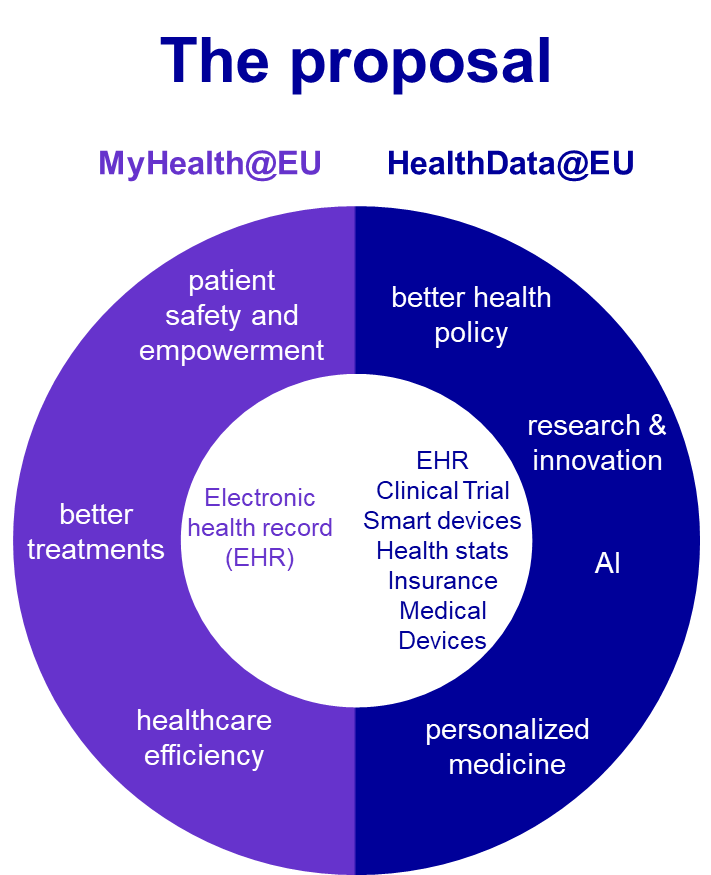 The proposal
MyHealth@EU
HealthData@EU
patient
safety and
empowerment
better
treatments
healthcare
efficiency
Electronic
health record
(EHR)
better health
policy
research &
innovation
AI
personalized
medicine
EHR
Clinical Trial
Smart devices
Health stats
Insurance
Medical
Devices